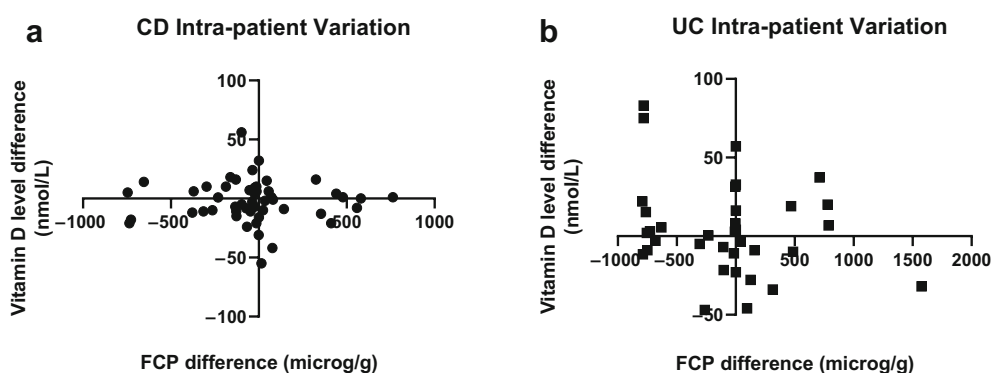 a
CD Intra-patient Variation
Vitamin D level difference
(nmol/L)
100
50
−50
−100
−1000
−500
500
1000
FCP difference (microg/g)
b
UC Intra-patient Variation
Vitamin D level difference
(nmol/L)
100
50
−50
−1000
−500
0
500
1000
1500
2000
FCP difference (microg/g)